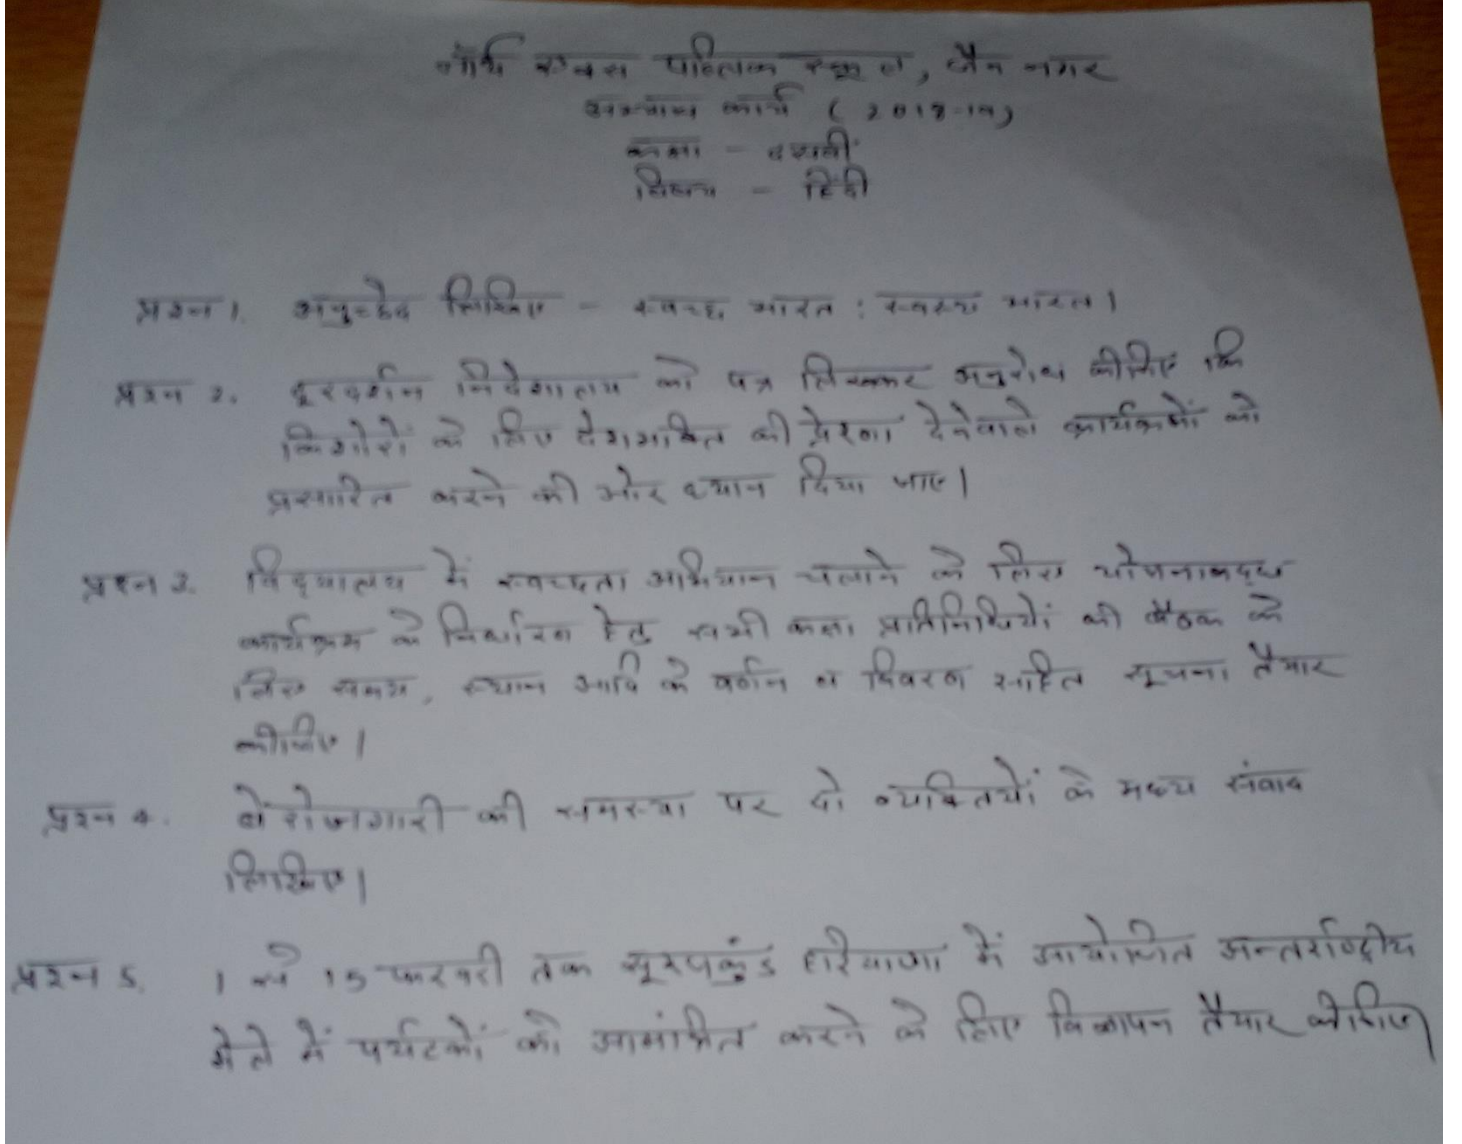 नॉर्थ एक्स पब्लिक स्कूल, जैन नगर
अभ्यास कार्य (2018-19)
कक्षा - दसवीं
विषय - हिंदी
प्रश्न 1. अनुच्छेद लिखिए - स्वच्छ भारत : स्वस्थ भारत।
प्रश्न 2. दूरदर्शन निदेशालय को पत्र लिखकर अनुरोध कीजिए कि
किशोरों के लिए देशभक्ति की प्रेरणा देनेवाले कार्यक्रमों को
प्रसारित करने की ओर ध्यान दिया जाए।
प्रश्न 3. विद्यालय में स्वच्छता अभियान चलाने के लिए योजनाबद्ध
कार्यक्रम के निर्धारण हेतु सभी कक्षा प्रतिनिधियों की बैठक के
लिए समय, स्थान आदि के वर्णन व विवरण सहित सूचना तैयार
कीजिए।
प्रश्न 4. बेरोजगारी की समस्या पर दो व्यक्तियों के मध्य संवाद
लिखिए।
प्रश्न 5. 1 से 15 फरवरी तक सूरजकुंड हरियाणा में आयोजित अन्तर्राष्ट्रीय
मेले में पर्यटकों को आमंत्रित करने के लिए विज्ञापन तैयार कीजिए।